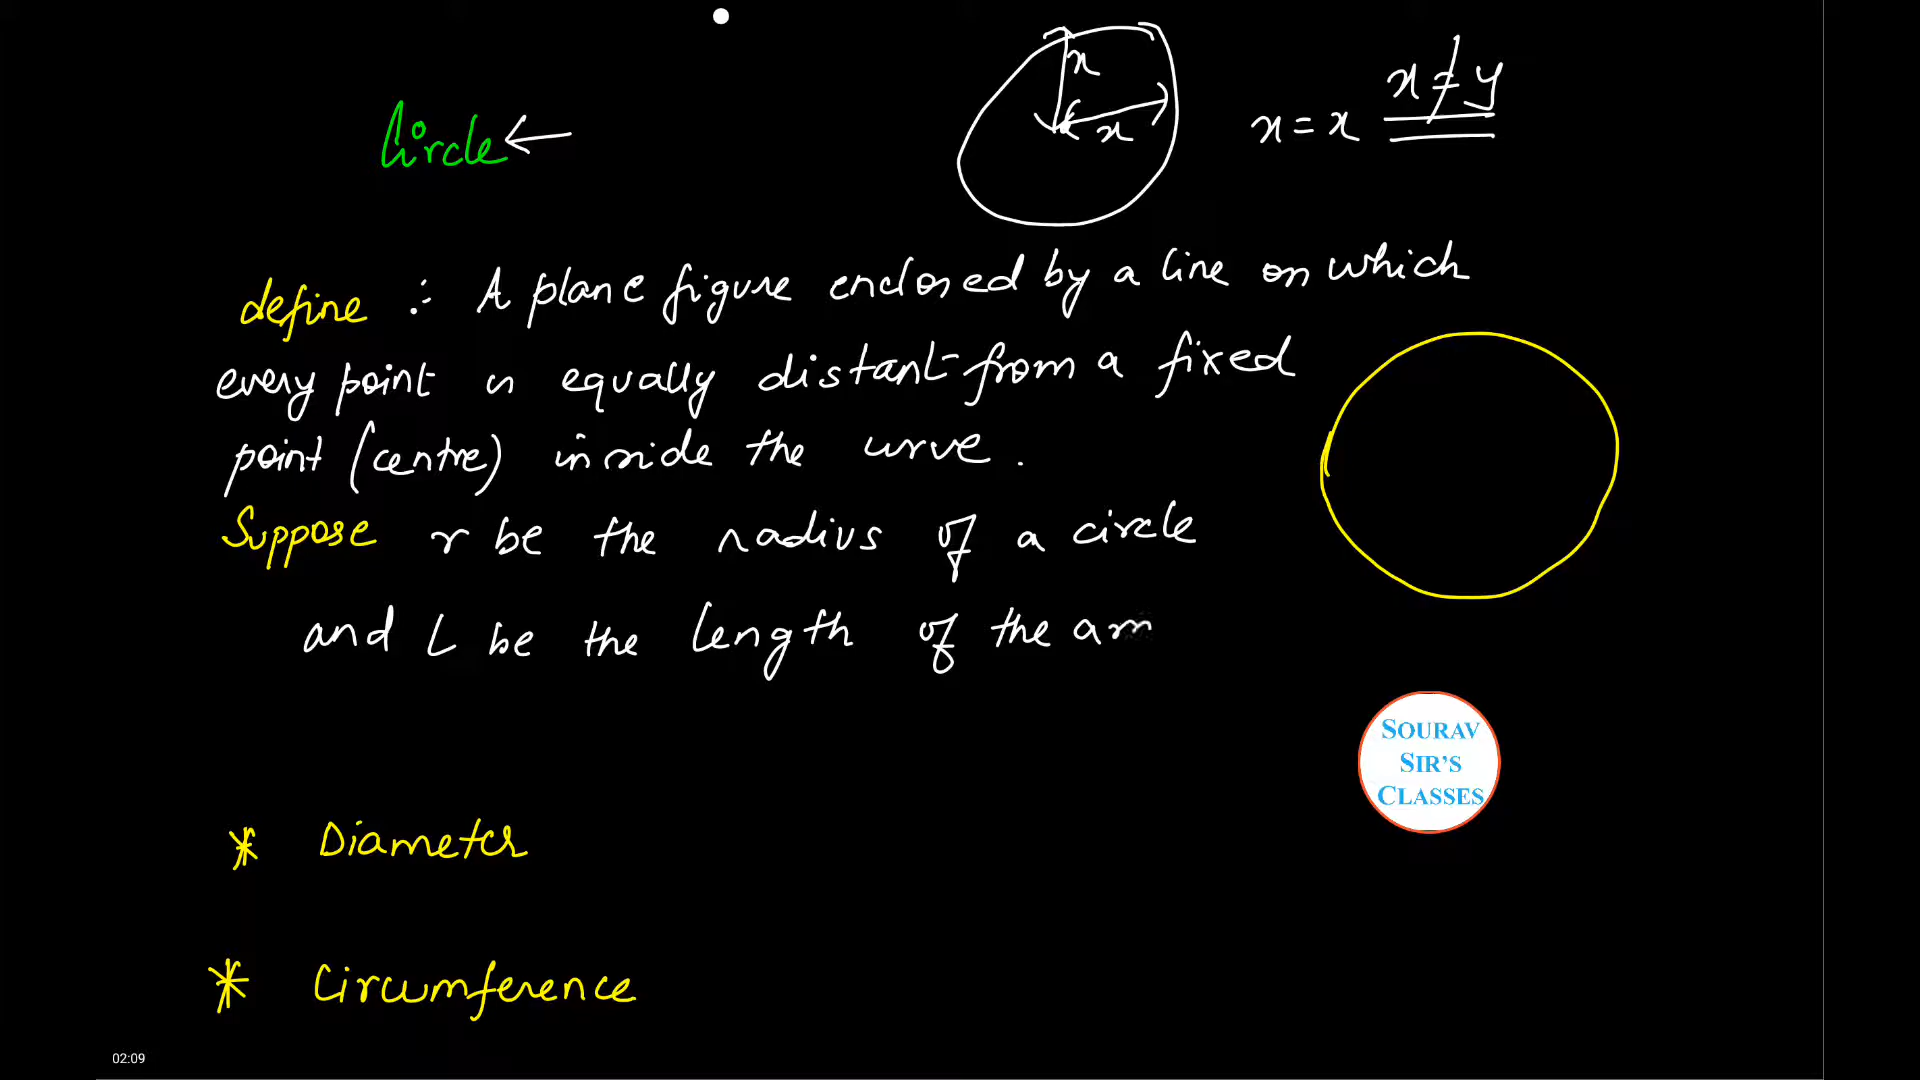 x
x
x = x x ≠ y
Circle ←
define :- A plane figure enclosed by a line on which
every point is equally distant from a fixed
point (centre) inside the curve.
Suppose r be the radius of a circle
and L be the length of the
SOURAV
SIR'S
CLASSES
* Diameter
* Circumference
02:09